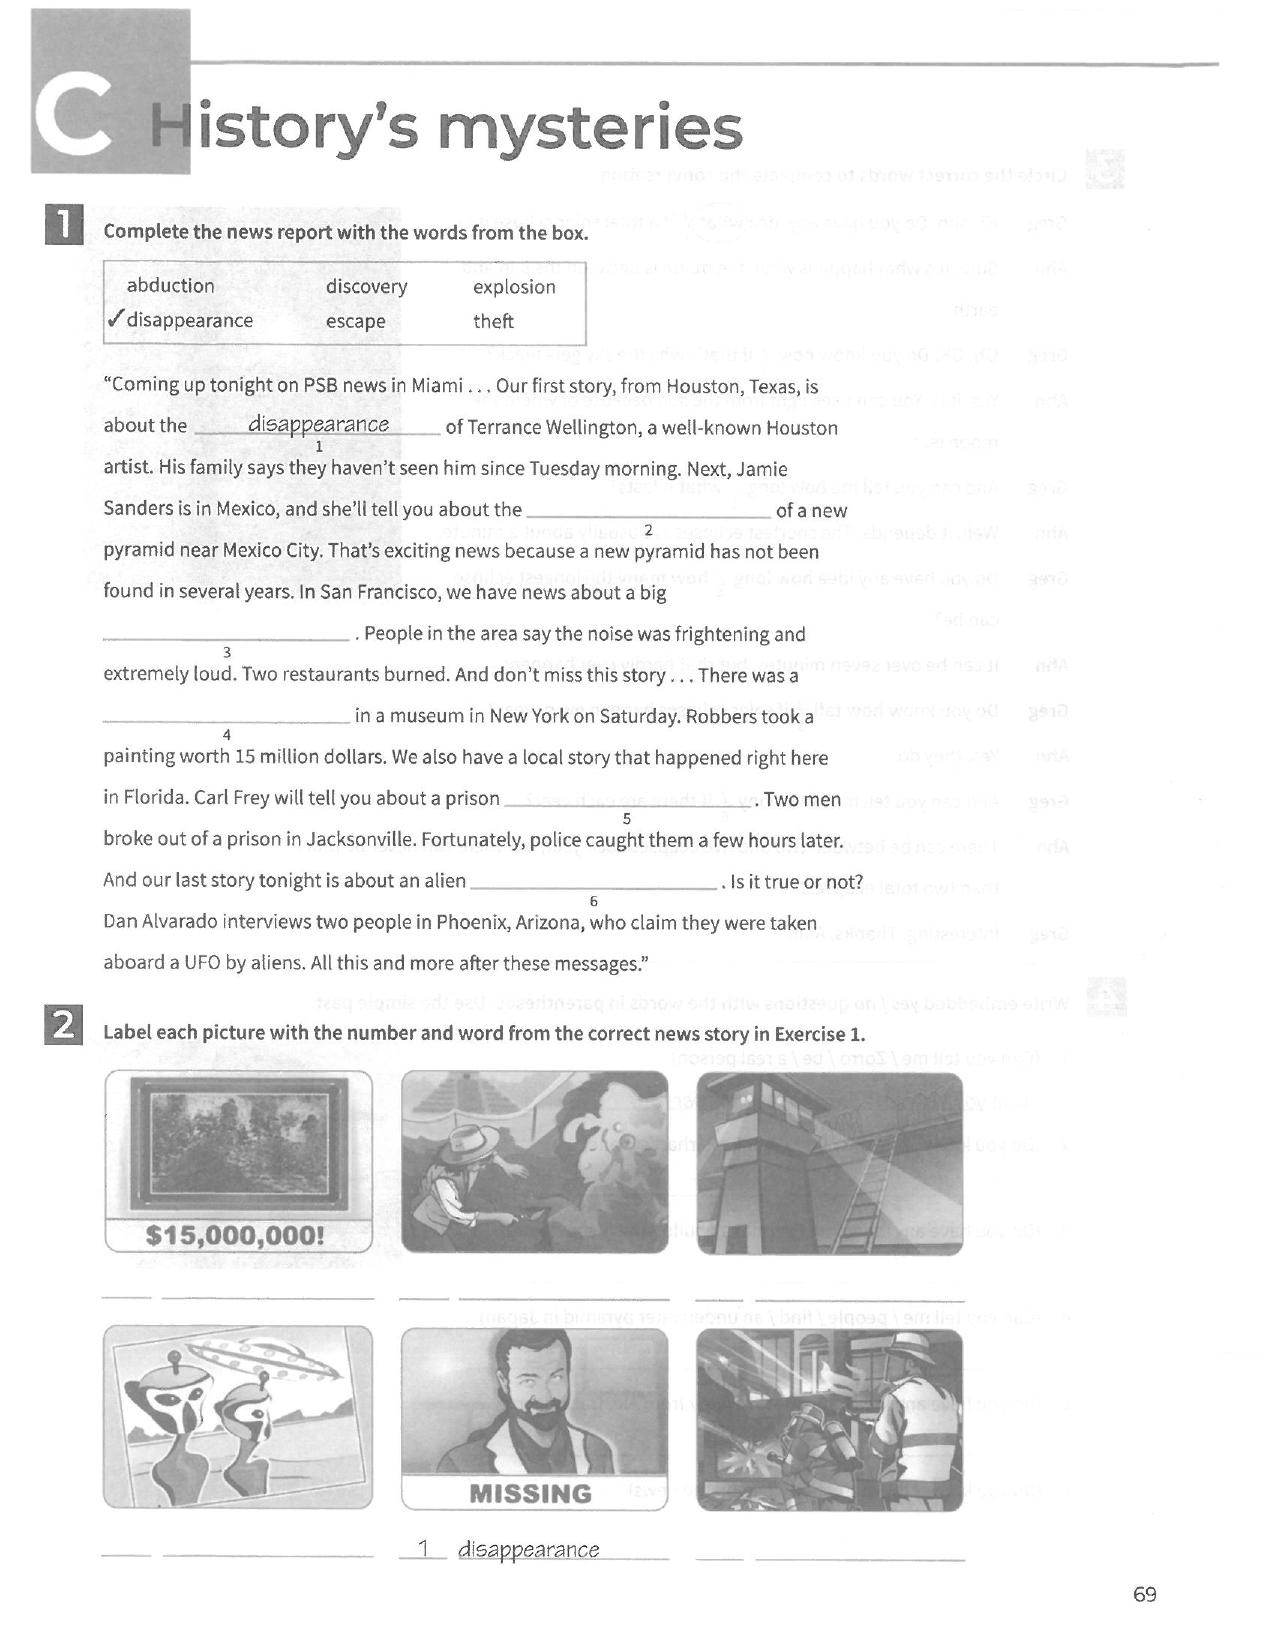 C History's mysteries
1 Complete the news report with the words from the box.
abduction discovery explosion
✓disappearance escape theft
“Coming up tonight on PSB news in Miami . . . Our first story, from Houston, Texas, is
about the disappearance of Terrance Wellington, a well-known Houston
1
artist. His family says they haven’t seen him since Tuesday morning. Next, Jamie
Sanders is in Mexico, and she’ll tell you about the ____________ of a new
2
pyramid near Mexico City. That’s exciting news because a new pyramid has not been
found in several years. In San Francisco, we have news about a big
____________ . People in the area say the noise was frightening and
3
extremely loud. Two restaurants burned. And don’t miss this story . . . There was a
____________ in a museum in New York on Saturday. Robbers took a
4
painting worth 15 million dollars. We also have a local story that happened right here
in Florida. Carl Frey will tell you about a prison ____________ . Two men
5
broke out of a prison in Jacksonville. Fortunately, police caught them a few hours later.
And our last story tonight is about an alien ____________ . Is it true or not?
6
Dan Alvarado interviews two people in Phoenix, Arizona, who claim they were taken
aboard a UFO by aliens. All this and more after these messages.”
2 Label each picture with the number and word from the correct news story in Exercise 1.
$15,000,000!
MISSING
1 disappearance
69